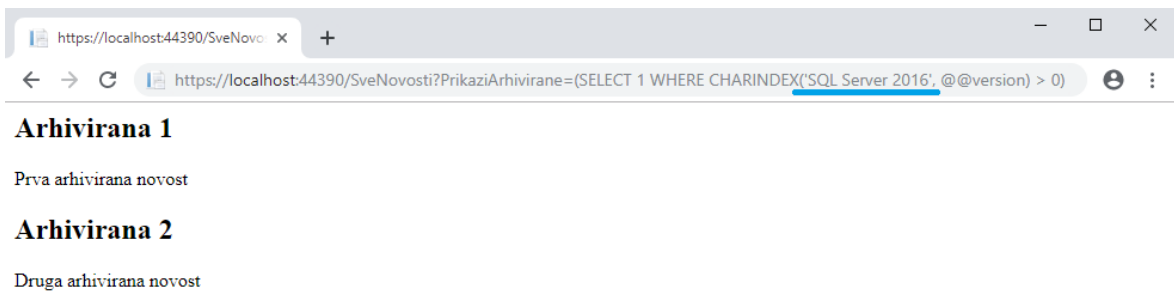 https://localhost:44390/SveNovo
https://localhost:44390/SveNovosti?PrikaziArhivirane=(SELECT 1 WHERE CHARINDEX('SQL Server 2016', @@version) > 0)
Arhivirana 1
Prva arhivirana novost
Arhivirana 2
Druga arhivirana novost